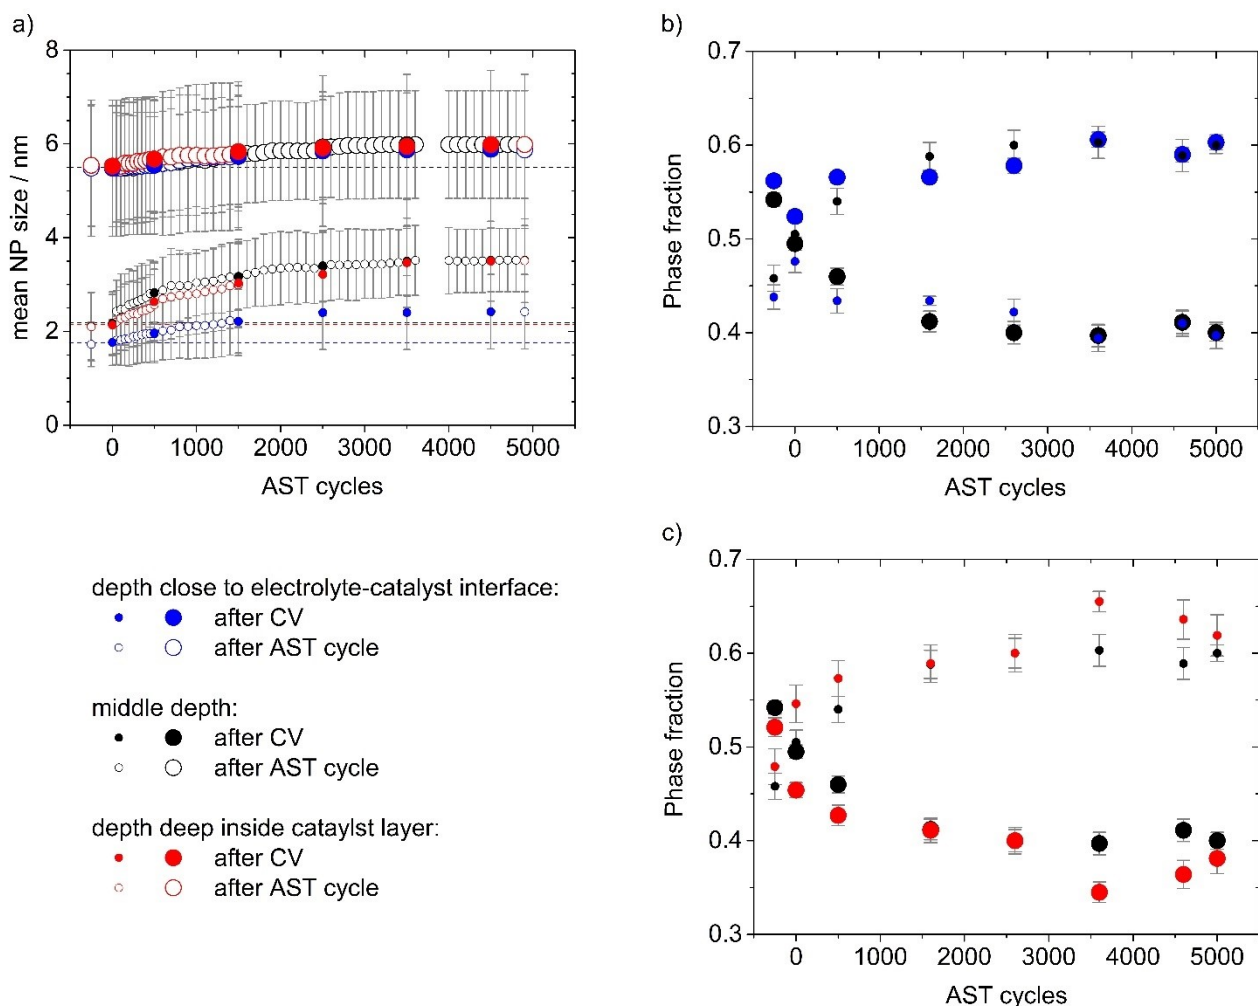 a)
8
6
4
2
0
mean NP size / nm
0 1000 2000 3000 4000 5000
AST cycles
b)
0.7
0.6
0.5
0.4
0.3
Phase fraction
0 1000 2000 3000 4000 5000
AST cycles
depth close to electrolyte-catalyst interface:
after CV
after AST cycle
middle depth:
after CV
after AST cycle
depth deep inside cataylst layer:
after CV
after AST cycle
c)
0.7
0.6
0.5
0.4
0.3
Phase fraction
0 1000 2000 3000 4000 5000
AST cycles